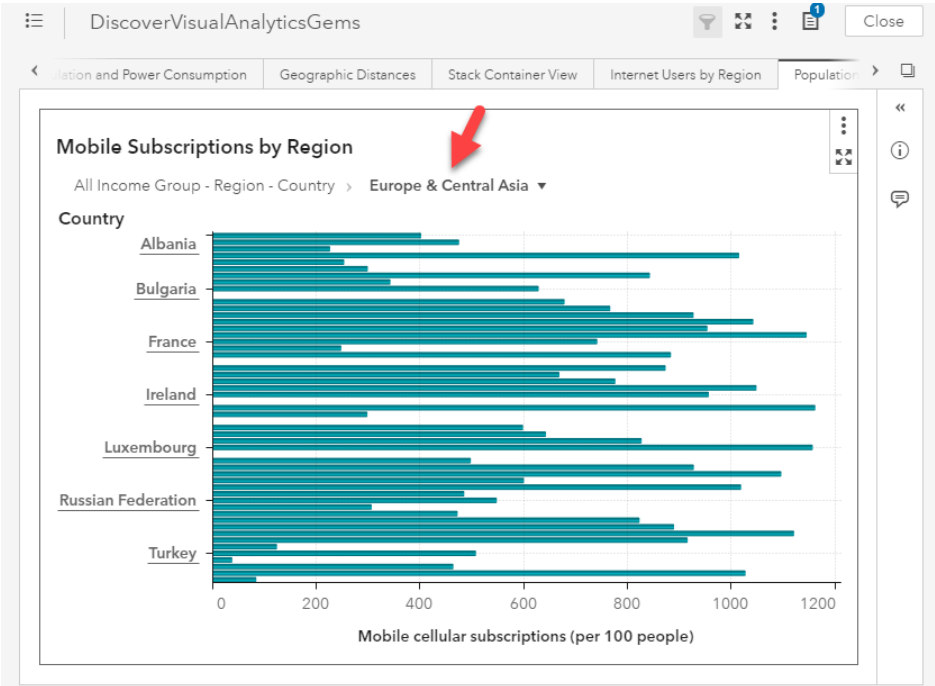 DiscoverVisualAnalyticsGems
1
Close
lation and Power Consumption
Geographic Distances
Stack Container View
Internet Users by Region
Population
Mobile Subscriptions by Region
All Income Group - Region - Country > Europe & Central Asia ▼
Country
Albania
Bulgaria
France
Ireland
Luxembourg
Russian Federation
Turkey
0 200 400 600 800 1000 1200
Mobile cellular subscriptions (per 100 people)